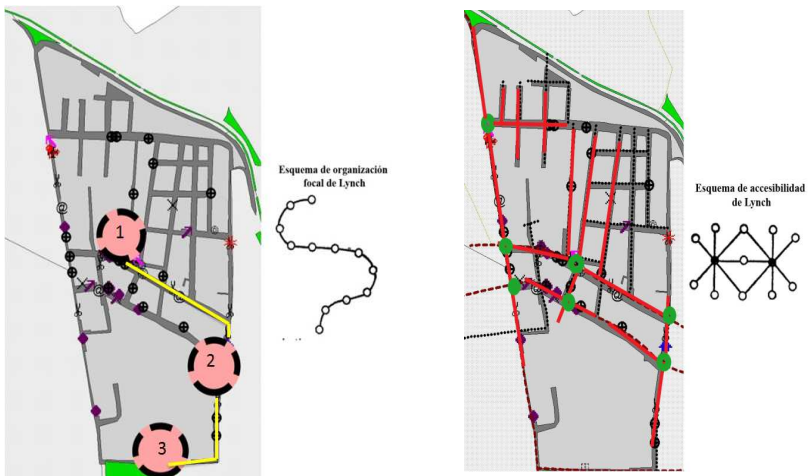 Esquema de organización
focal de Lynch
1
2
3
Esquema de accesibilidad
de Lynch
@
@
@
@